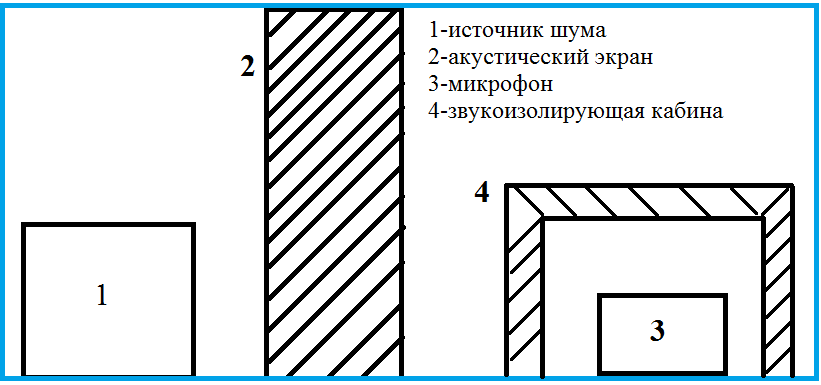 1-источник шума
2-акустический экран
3-микрофон
4-звукоизолирующая кабина
2
4
1
3